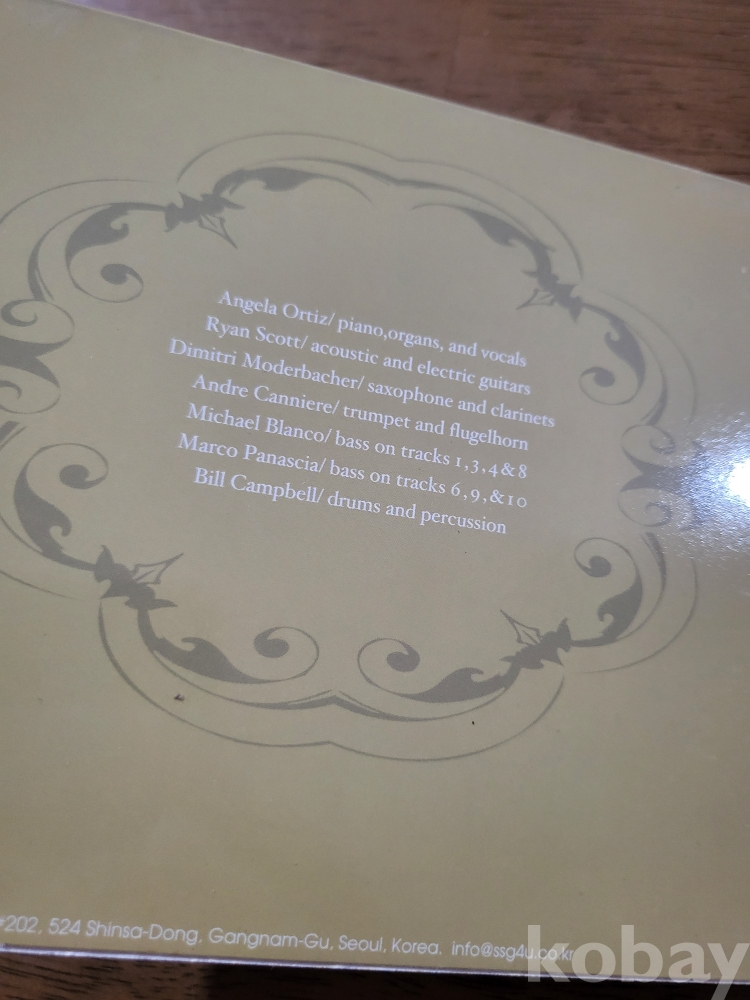 Angela Ortiz/ piano,organs, and vocals
Ryan Scott/ acoustic and electric guitars
Dimitri Moderbacher/ saxophone and clarinets
Andre Canniere/ trumpet and flugelhorn
Michael Blanco/ bass on tracks 1,3,4&8
Marco Panascia/ bass on tracks 6,9,&10
Bill Campbell/ drums and percussion
#202, 524 Shinsa-Dong, Gangnam-Gu, Seoul, Korea, info@ssg4u.co.kr
kobay